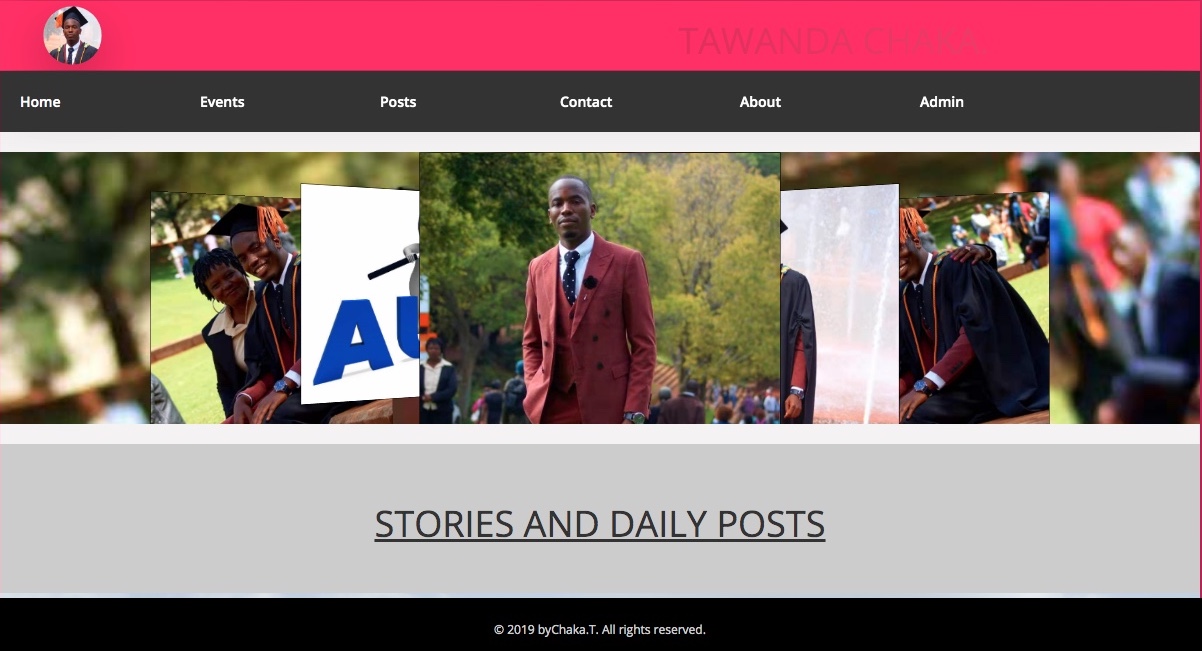 TAWANDA CHAKA.
Home Events Posts Contact About Admin
AU
STORIES AND DAILY POSTS
© 2019 byChaka.T. All rights reserved.